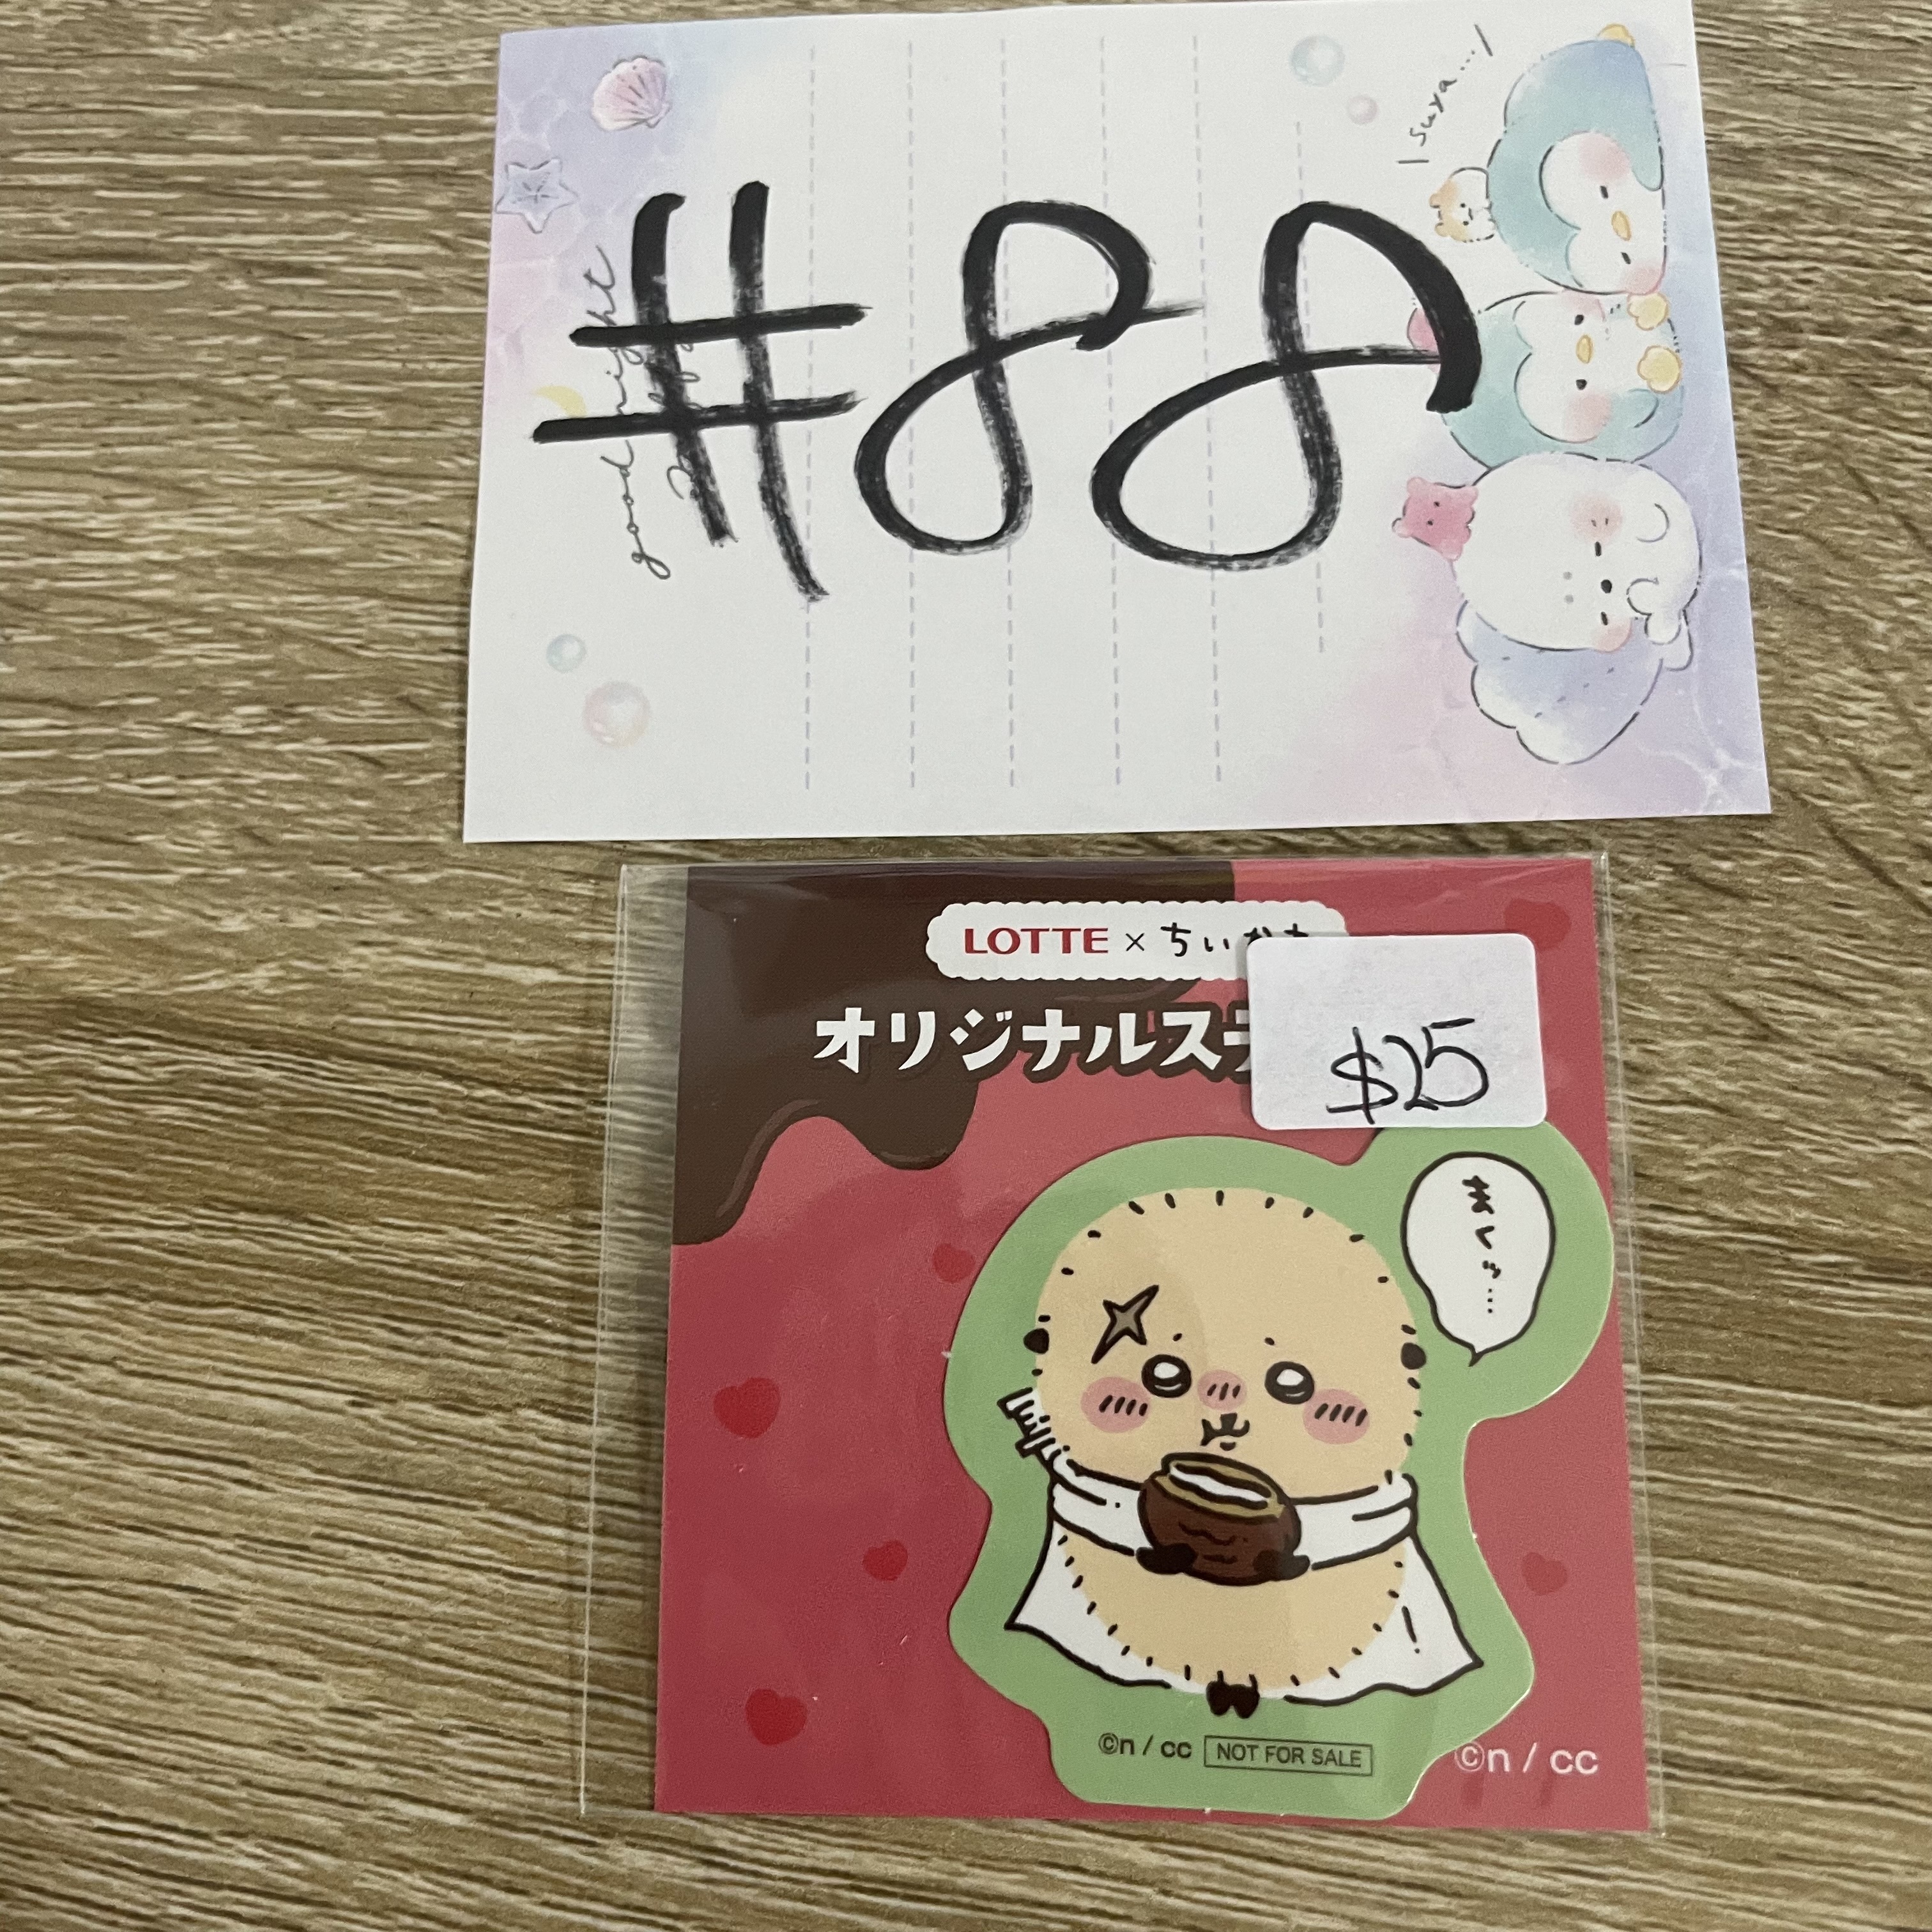 \ suya... /
#88
good night
LOTTE × ちいかわ
オリジナルステ
$25
まくッ…
©n / cc NOT FOR SALE
©n / cc